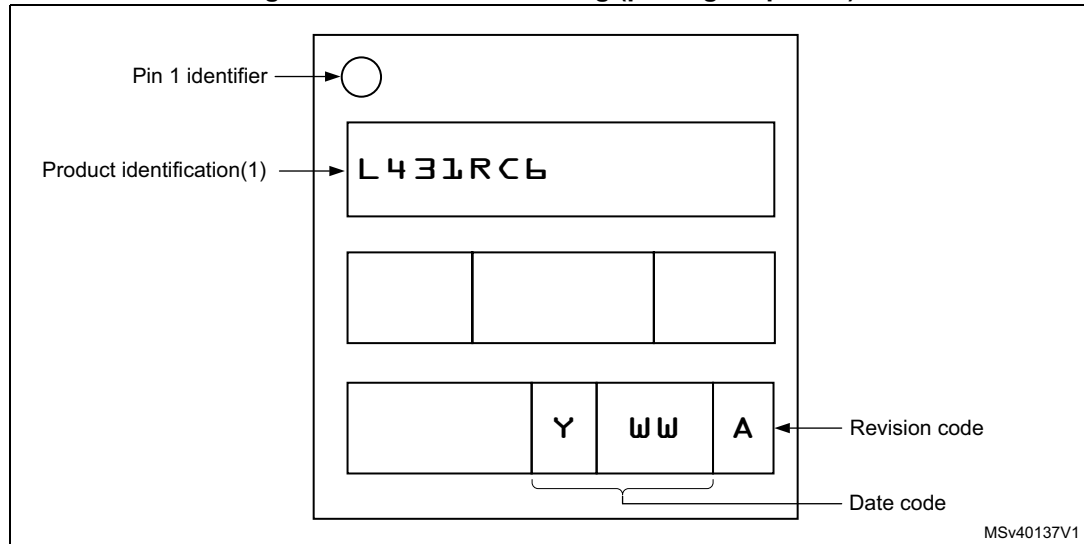 Pin 1 identifier
Product identification(1)
L431RC6
Y WW A
Revision code
Date code
MSv40137V1